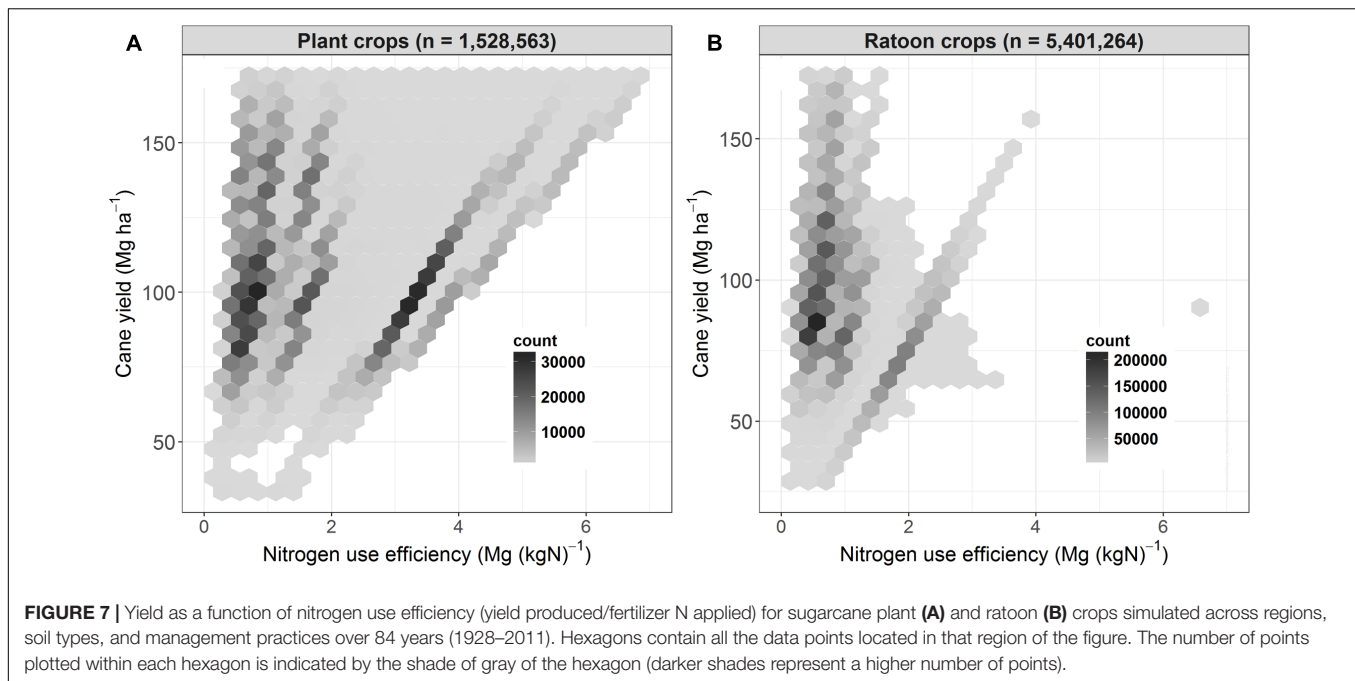 A
Plant crops (n = 1,528,563)
150
100
50
Cane yield (Mg ha⁻¹)
0 2 4 6
Nitrogen use efficiency (Mg (kgN)⁻¹)
count
30000
20000
10000
B
Ratoon crops (n = 5,401,264)
150
100
50
Cane yield (Mg ha⁻¹)
0 2 4 6
Nitrogen use efficiency (Mg (kgN)⁻¹)
count
200000
150000
100000
50000
FIGURE 7 | Yield as a function of nitrogen use efficiency (yield produced/fertilizer N applied) for sugarcane plant (A) and ratoon (B) crops simulated across regions,
soil types, and management practices over 84 years (1928–2011). Hexagons contain all the data points located in that region of the figure. The number of points
plotted within each hexagon is indicated by the shade of gray of the hexagon (darker shades represent a higher number of points).